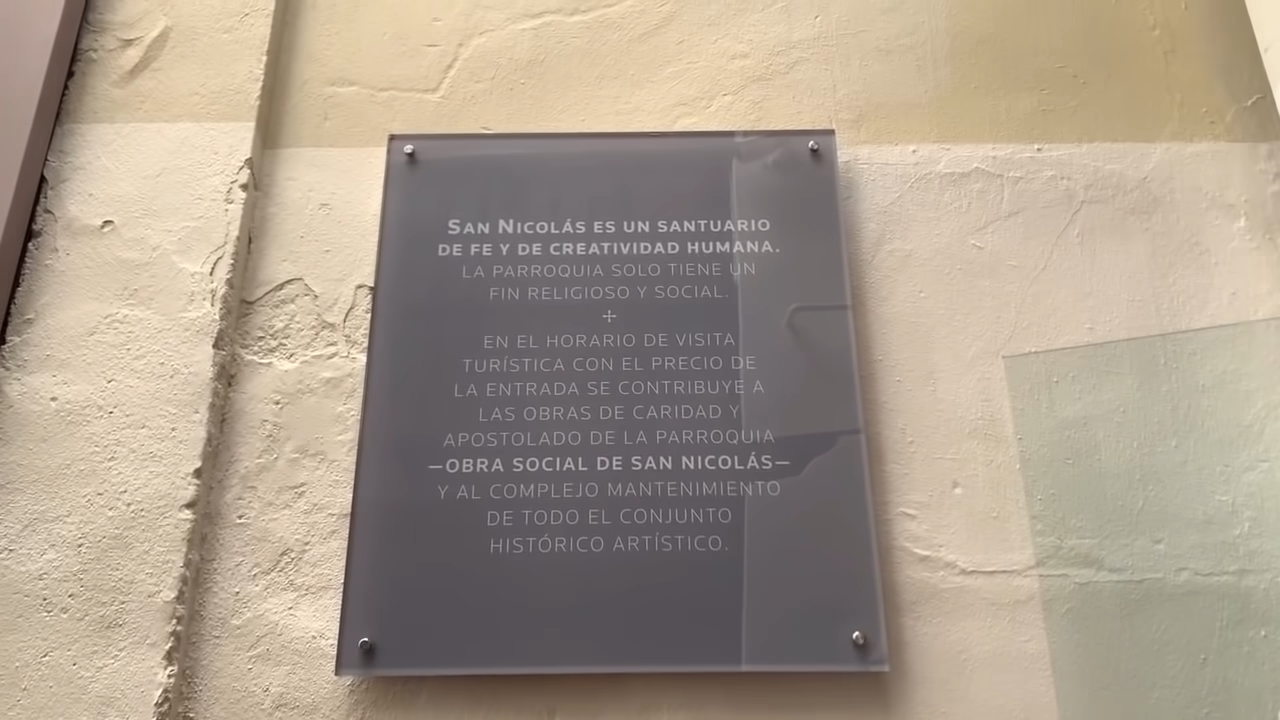 San Nicolás es un santuario
DE FE Y DE CREATIVIDAD HUMANA.
LA PARROQUIA SOLO TIENE UN
FIN RELIGIOSO Y SOCIAL.
EN EL HORARIO DE VISITA
TURÍSTICA CON EL PRECIO DE
LA ENTRADA SE CONTRIBUYE A
LAS OBRAS DE CARIDAD Y
APOSTOLADO DE LA PARROQUIA
—OBRA SOCIAL DE SAN NICOLÁS—
Y AL COMPLEJO MANTENIMIENTO
DE TODO EL CONJUNTO
HISTÓRICO ARTÍSTICO.